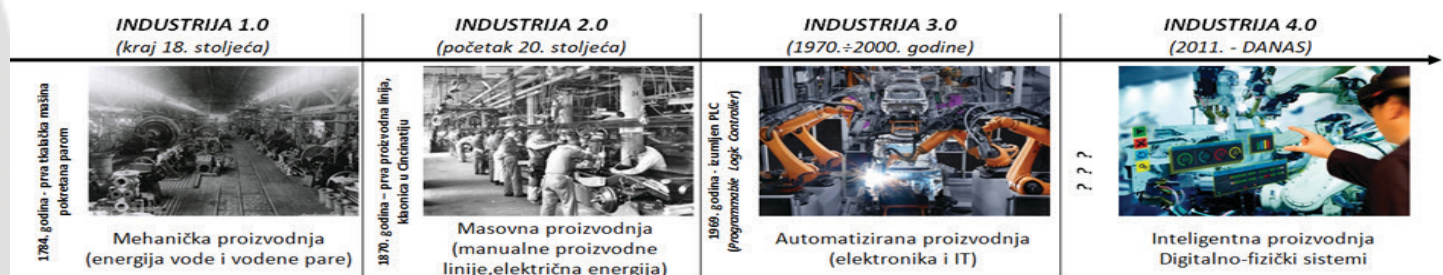 INDUSTRIJA 1.0
(kraj 18. stoljeća)
1784. godina - prva tkalačka mašina
pokretana parom
Mehanička proizvodnja
(energija vode i vodene pare)
INDUSTRIJA 2.0
(početak 20. stoljeća)
1870. godina – prva proizvodna linija,
klaonica u Cincinatiju
Masovna proizvodnja
(manualne proizvodne
linije,električna energija)
INDUSTRIJA 3.0
(1970.÷2000. godine)
1969. godina - izumljen PLC
(Programmable Logic Controller)
Automatizirana proizvodnja
(elektronika i IT)
INDUSTRIJA 4.0
(2011. - DANAS)
? ? ?
Inteligentna proizvodnja
Digitalno-fizički sistemi